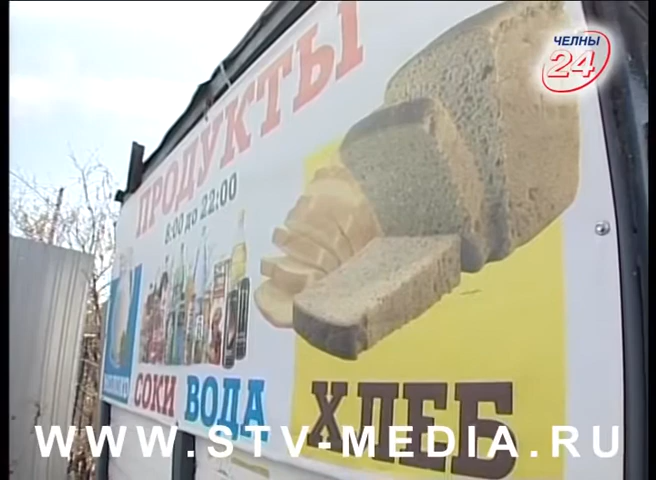 ЧЕЛНЫ
24
ПРОДУКТЫ
8:00 до 22:00
СОКИ ВОДА
ХЛЕБ
WWW.STV-MEDIA.RU